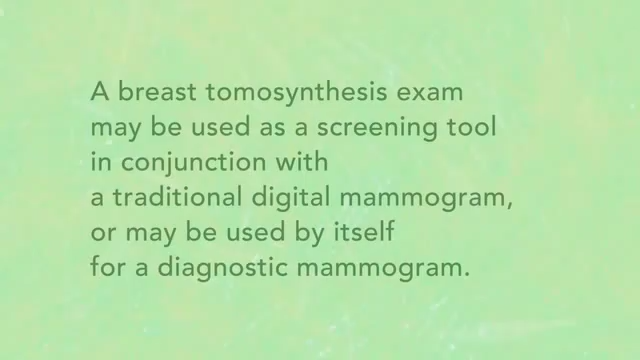 A breast tomosynthesis exam
may be used as a screening tool
in conjunction with
a traditional digital mammogram,
or may be used by itself
for a diagnostic mammogram.